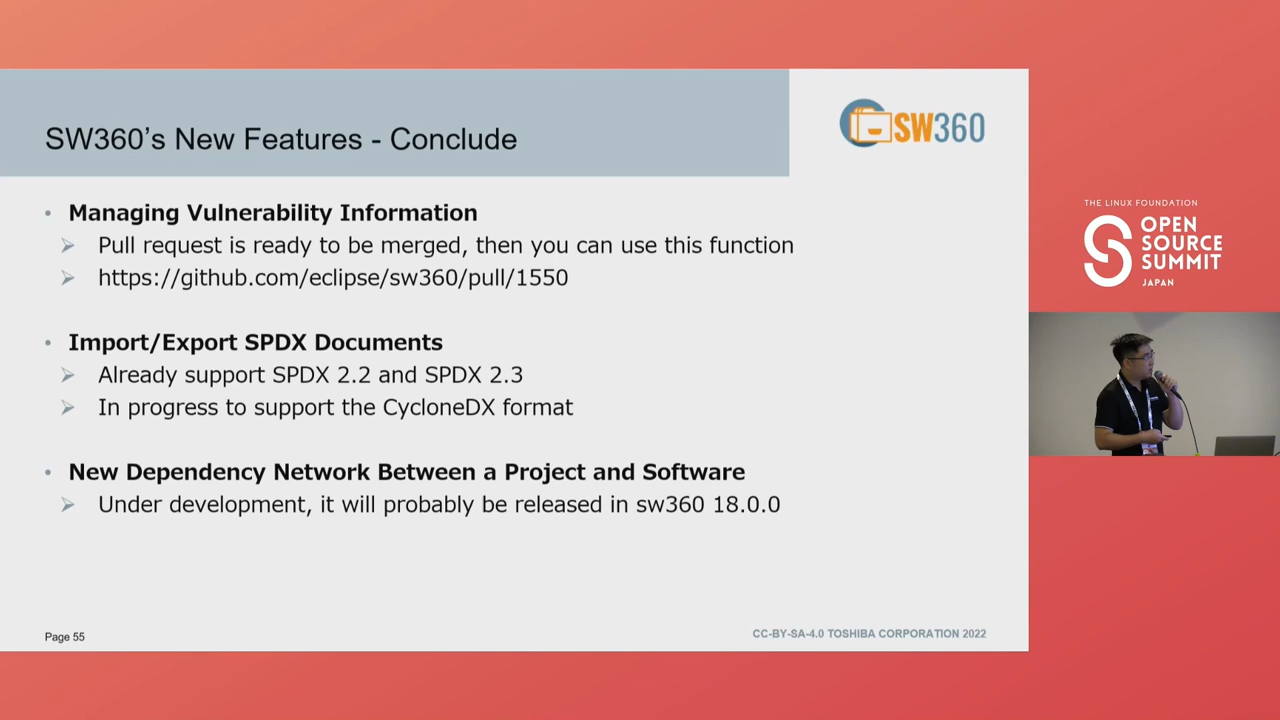 SW360’s New Features - Conclude
SW360
• Managing Vulnerability Information
Pull request is ready to be merged, then you can use this function
https://github.com/eclipse/sw360/pull/1550
• Import/Export SPDX Documents
Already support SPDX 2.2 and SPDX 2.3
In progress to support the CycloneDX format
• New Dependency Network Between a Project and Software
Under development, it will probably be released in sw360 18.0.0
Page 55
CC-BY-SA-4.0 TOSHIBA CORPORATION 2022
THE LINUX FOUNDATION
OPEN
SOURCE
SUMMIT
JAPAN